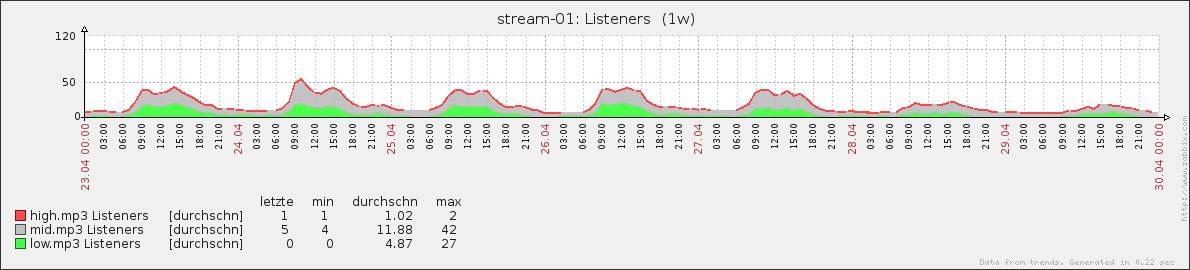 stream-01: Listeners (1w)
120
50
0
23.04 00:00 03:00 06:00 09:00 12:00 15:00 18:00 21:00 24.04 03:00 06:00 09:00 12:00 15:00 18:00 21:00 25.04 03:00 06:00 09:00 12:00 15:00 18:00 21:00 26.04 03:00 06:00 09:00 12:00 15:00 18:00 21:00 27.04 03:00 06:00 09:00 12:00 15:00 18:00 21:00 28.04 03:00 06:00 09:00 12:00 15:00 18:00 21:00 29.04 03:00 06:00 09:00 12:00 15:00 18:00 21:00 30.04 00:00
letzte min durchschn max
high.mp3 Listeners [durchschn] 1 1 1.02 2
mid.mp3 Listeners [durchschn] 5 4 11.88 42
low.mp3 Listeners [durchschn] 0 0 4.87 27
http://www.zabbix.com
Data from trends. Generated in 0.22 sec